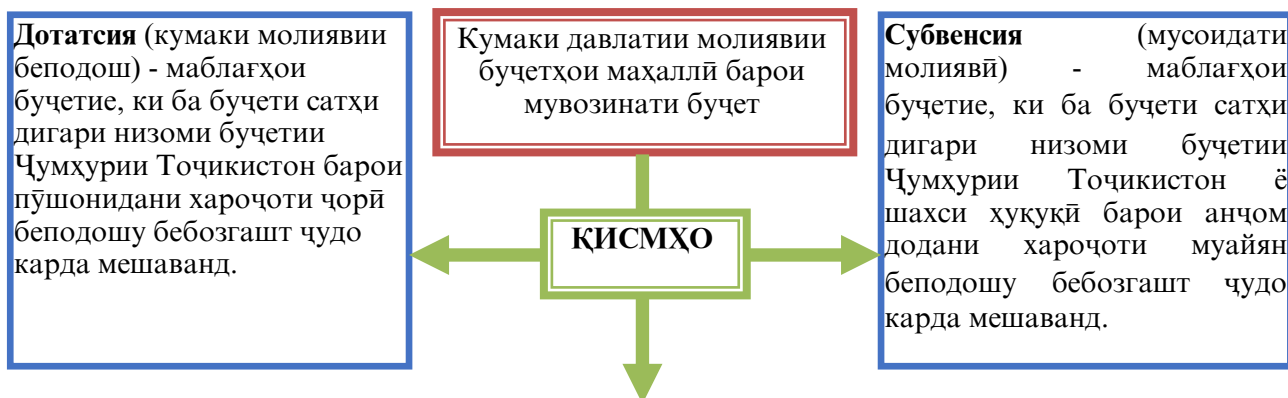 Дотатсия (кумаки молиявии
беподош) - маблағҳои
буҷетие, ки ба буҷети сатҳи
дигари низоми буҷетии
Ҷумҳурии Тоҷикистон барои
пӯшонидани хароҷоти ҷорӣ
беподошу бебозгашт ҷудо
карда мешаванд.
Кумаки давлатии молиявии
буҷетҳои маҳаллӣ барои
мувозинати буҷет
ҚИСМҲО
Субвенсия (мусоидати
молиявӣ) - маблағҳои
буҷетие, ки ба буҷети сатҳи
дигари низоми буҷетии
Ҷумҳурии Тоҷикистон ё
шахси ҳуқуқӣ барои анҷом
додани хароҷоти муайян
беподошу бебозгашт ҷудо
карда мешаванд.